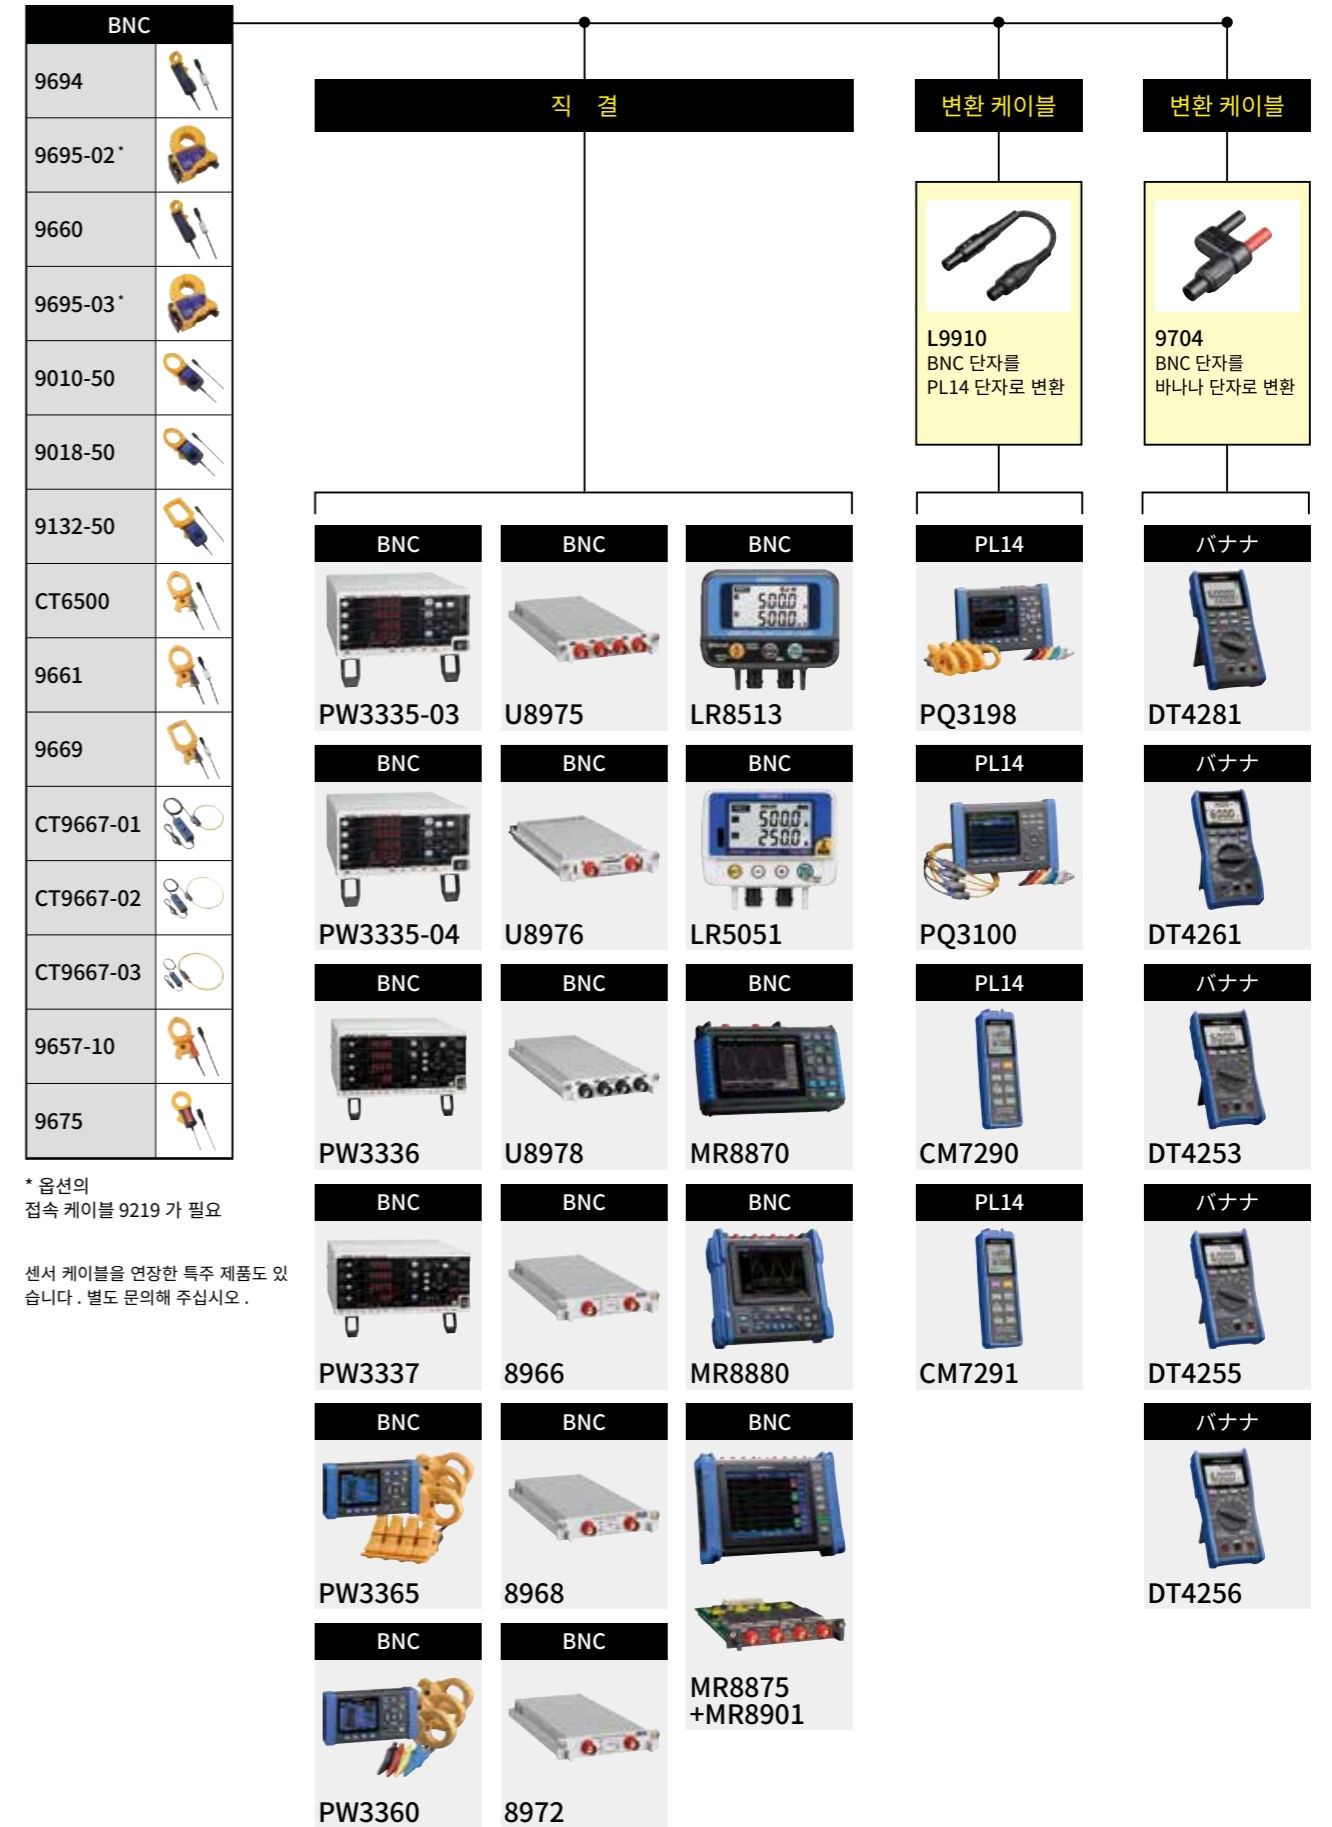 BNC
9694
9695-02*
9660
9695-03*
9010-50
9018-50
9132-50
CT6500
9661
9669
CT9667-01
CT9667-02
CT9667-03
9657-10
9675
* 옵션의
접속 케이블 9219 가 필요
센서 케이블을 연장한 특주 제품도 있
습니다 . 별도 문의해 주십시오 .
직 결
변환 케이블
변환 케이블
L9910
BNC 단자를
PL14 단자로 변환
9704
BNC 단자를
바나나 단자로 변환
BNC
BNC
BNC
PL14
バナナ
PW3335-03
U8975
LR8513
PQ3198
DT4281
BNC
BNC
BNC
PL14
バナナ
PW3335-04
U8976
LR5051
PQ3100
DT4261
BNC
BNC
BNC
PL14
バナナ
PW3336
U8978
MR8870
CM7290
DT4253
BNC
BNC
BNC
PL14
バナナ
PW3337
8966
MR8880
CM7291
DT4255
BNC
BNC
BNC
バナナ
PW3365
8968
MR8875
+MR8901
DT4256
BNC
BNC
PW3360
8972